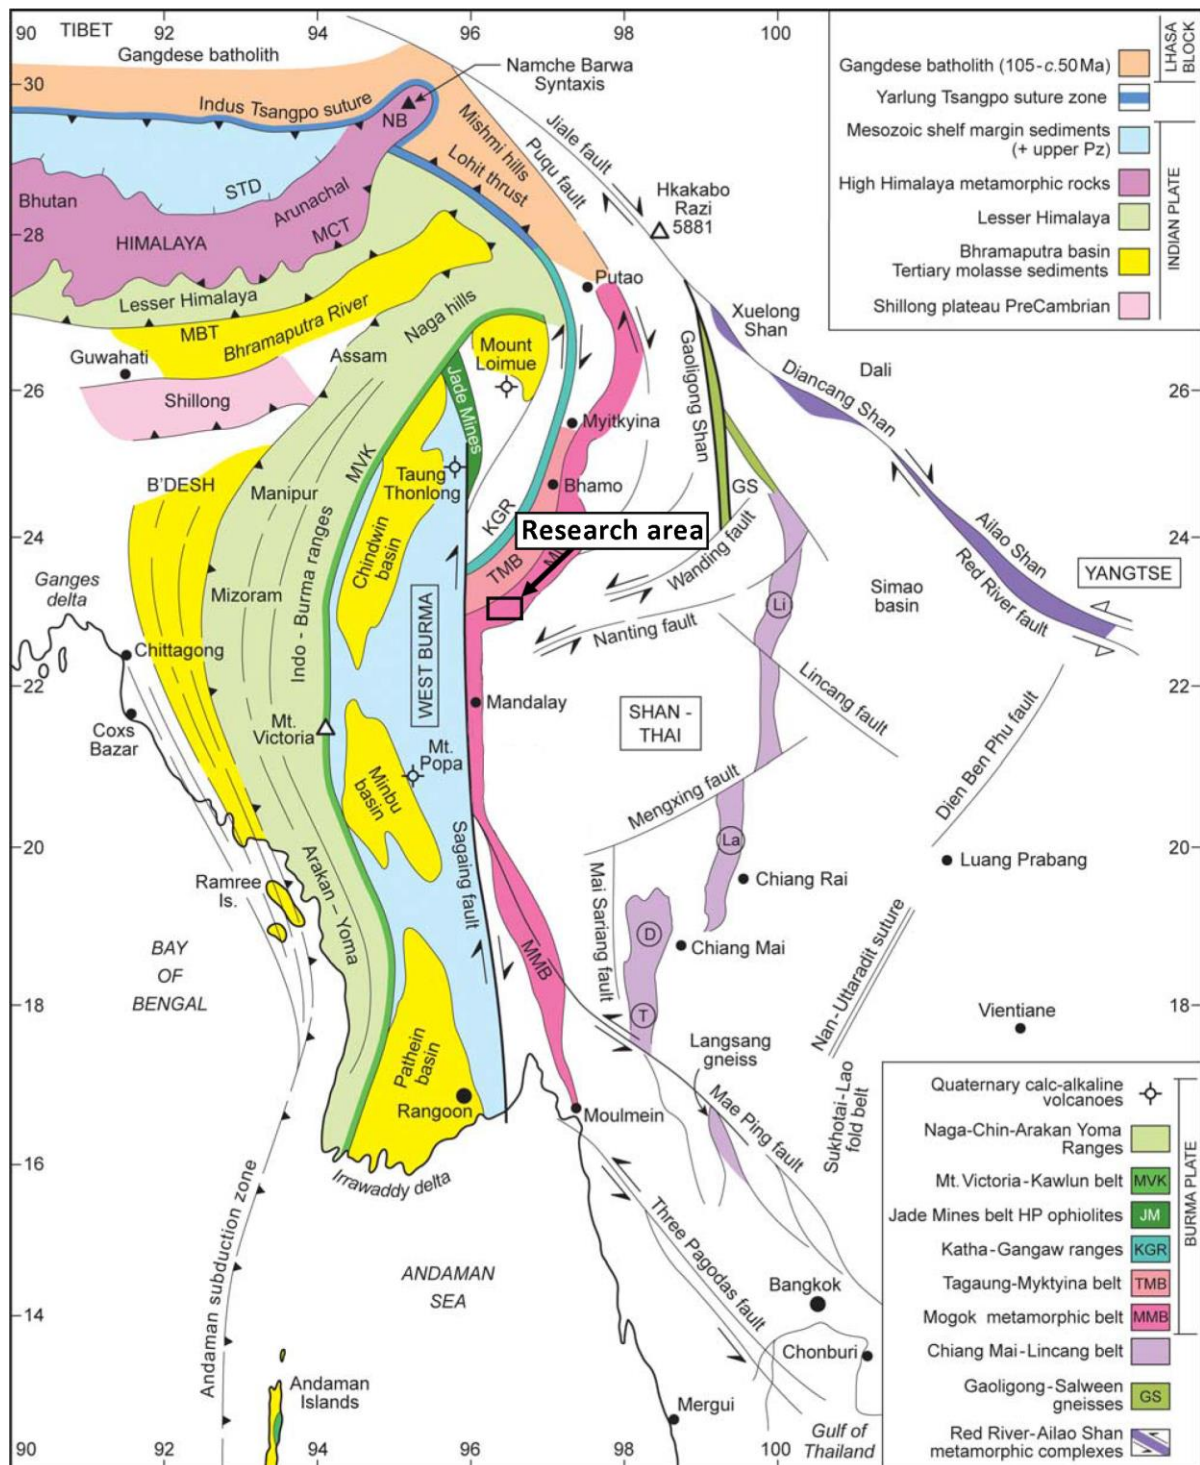 90
92
94
96
98
100
TIBET
Gangdese batholith
Namche Barwa
Syntaxis
30
Indus Tsangpo suture
NB
Mishmi hills
Lohit thrust
Jiale fault
Puqu fault
Hkakabo
Razi
5881
STD
Arunachal
Bhutan
HIMALAYA
MCT
28
Putao
Lesser Himalaya
MBT
Bhramaputra River
Naga hills
Guwahati
Assam
Mount
Loimue
Xuelong
Shan
Dali
Diancang Shan
Gaoligong Shan
26
26
Shillong
Jade Mines
Myitkyina
MVK
B'DESH
Manipur
Taung
Thonlong
Bhamo
GS
KGR
Research area
24
24
Chindwin
basin
TMB
Wanding fault
Ailao Shan
Red River fault
YANGTSE
Ganges
delta
Mizoram
Indo - Burma ranges
WEST BURMA
Nanting fault
Li
Simao
basin
Chittagong
22
22
Mandalay
SHAN -
THAI
Lincang fault
Coxs
Bazar
Mt.
Victoria
Mt.
Popa
Minbu
basin
Mengxing fault
Dien Ben Phu fault
20
20
La
Luang Prabang
Chiang Rai
Sagaing fault
Mai Sariang fault
Ramree
Is.
Arakan - Yoma
D
Chiang Mai
BAY
OF
BENGAL
MMB
T
Nan-Uttaradit suture
18
18
Vientiane
Langsang
gneiss
Pathein
basin
Rangoon
Moulmein
Mae Ping fault
Sukhotai-Lao
fold belt
16
Irrawaddy delta
Andaman subduction zone
Three Pagodas fault
ANDAMAN
SEA
Bangkok
14
Chonburi
Andaman
Islands
Mergui
Gulf of
Thailand
90
92
94
96
98
100
Gangdese batholith (105-c.50Ma)
LHASA
BLOCK
Yarlung Tsangpo suture zone
Mesozoic shelf margin sediments
(+ upper Pz)
High Himalaya metamorphic rocks
Lesser Himalaya
Bhramaputra basin
Tertiary molasse sediments
Shillong plateau PreCambrian
INDIAN PLATE
Quaternary calc-alkaline
volcanoes
Naga-Chin-Arakan Yoma
Ranges
Mt. Victoria-Kawlun belt MVK
Jade Mines belt HP ophiolites JM
Katha-Gangaw ranges KGR
Tagaung-Myktyina belt TMB
Mogok metamorphic belt MMB
BURMA PLATE
Chiang Mai-Lincang belt
Gaoligong-Salween
gneisses GS
Red River-Ailao Shan
metamorphic complexes